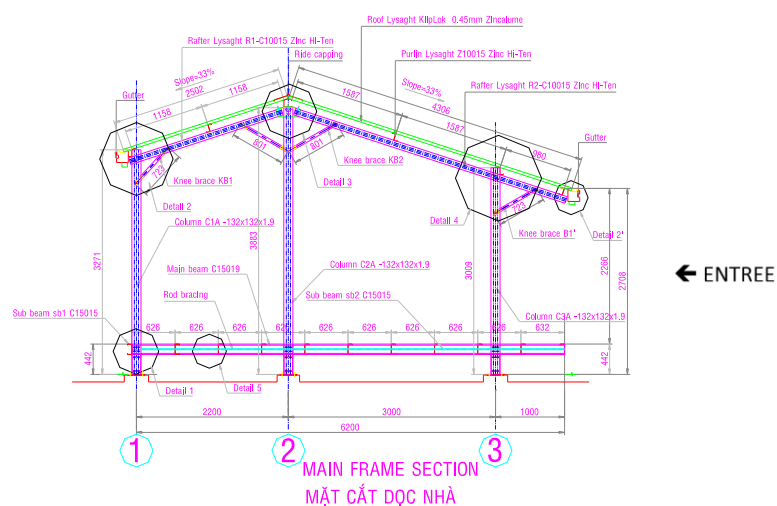 Roof Lysaght KlipLok 0.45mm Zincalume
Rafter Lysaght R1-C10015 Zinc Hi-Ten
Ride capping
Purlin Lysaght Z10015 Zinc Hi-Ten
Slope=33%
2502
1158
1158
Gutter
1587
Slope=33%
4306
Rafter Lysaght R2-C10015 Zinc Hi-Ten
1587
980
Gutter
801
801
Knee brace KB2
723
Knee brace KB1
Detail 3
Detail 2
723
Detail 4
Knee brace B1'
Detail 2'
Column C1A -132x132x1.9
3271
3883
3009
2266
2708
Main beam C15019
Column C2A -132x132x1.9
Rod bracing
Sub beam sb2 C15015
Sub beam sb1 C15015
Column C3A -132x132x1.9
626
626
626
626
626
626
626
626
632
442
442
Detail 1
Detail 5
2200
3000
1000
6200
1
2
3
MAIN FRAME SECTION
MẶT CẮT DỌC NHÀ
← ENTREE